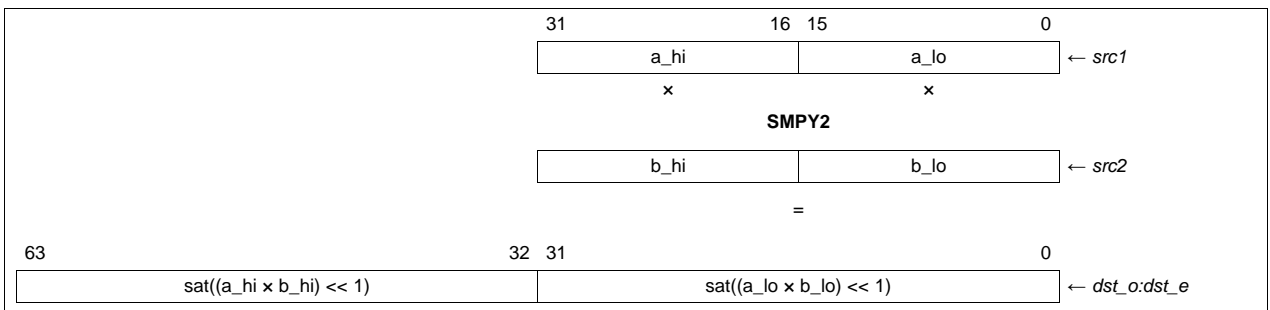 31 16 15 0
a_hi a_lo ← src1
× ×
SMPY2
b_hi b_lo ← src2
=
63 32 31 0
sat((a_hi × b_hi) << 1) sat((a_lo × b_lo) << 1) ← dst_o:dst_e